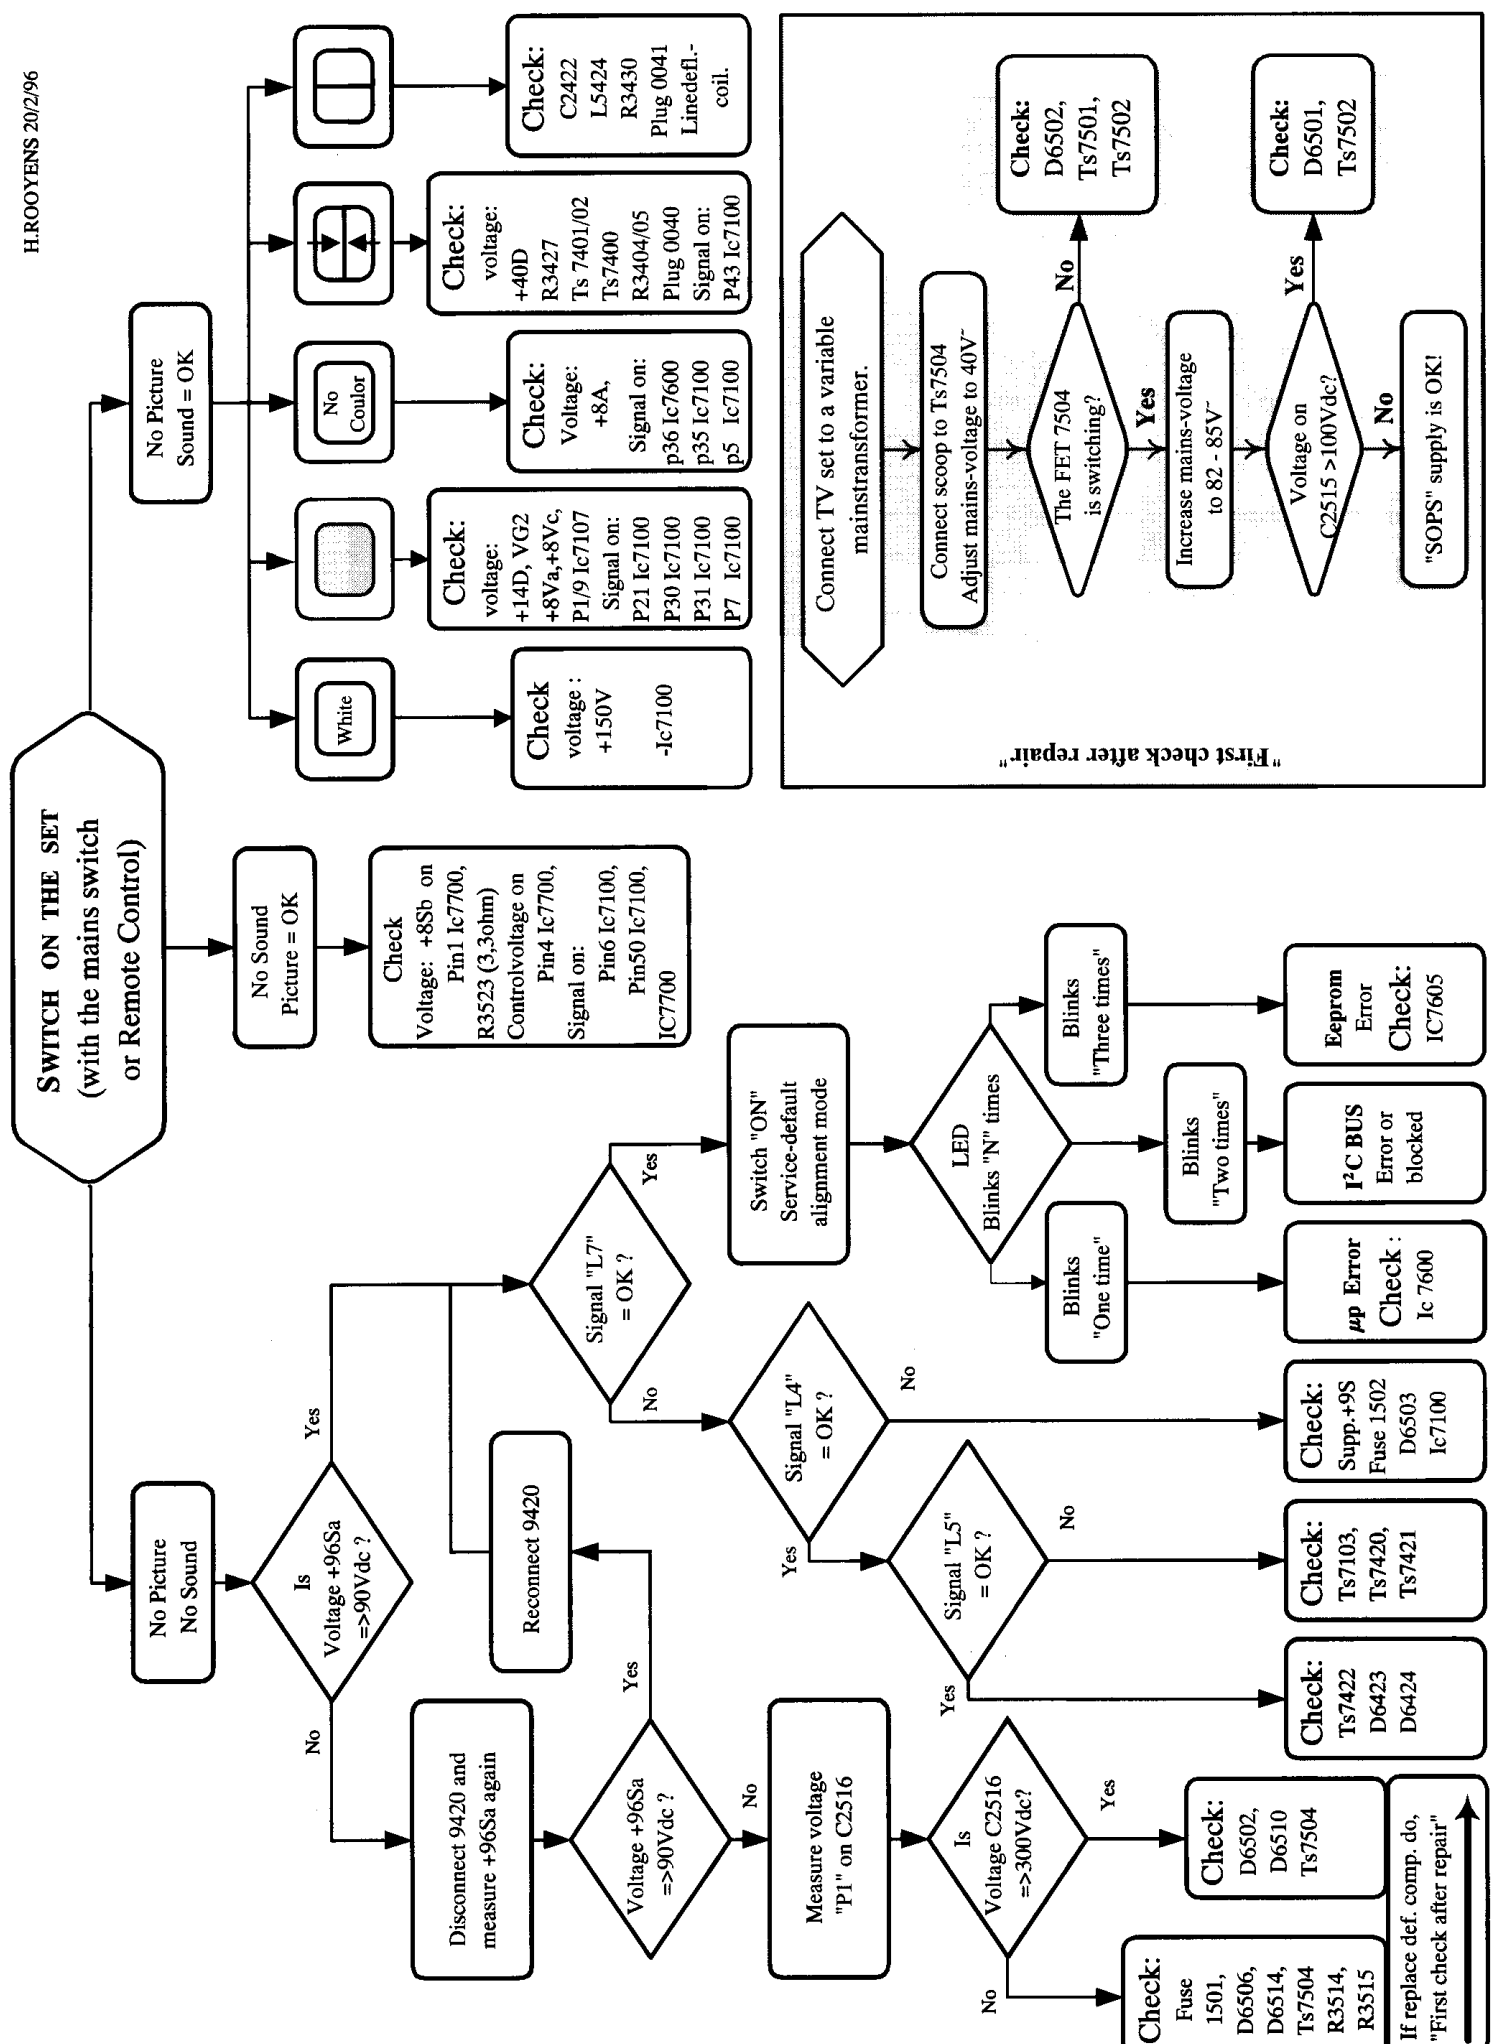 H.ROOYENS 20/2/96
SWITCH ON THE SET
(with the mains switch
or Remote Control)
No Picture
No Sound
Is
Voltage +96Sa
=>90Vdc ?
No
Yes
Disconnect 9420 and
measure +96Sa again
Voltage +96Sa
=>90Vdc ?
Yes
No
Reconnect 9420
Measure voltage
"P1" on C2516
Is
Voltage C2516
=>300Vdc?
No
Yes
Check:
Fuse
1501,
D6506,
D6514,
Ts7504
R3514,
R3515
Check:
D6502,
D6510
Ts7504
If replace def. comp. do,
"First check after repair"
Signal "L7"
= OK ?
No
Yes
Signal "L4"
= OK ?
Yes
No
Signal "L5"
= OK ?
Yes
No
Check:
Ts7422
D6423
D6424
Check:
Ts7103,
Ts7420,
Ts7421
Check:
Supp.+9S
Fuse 1502
D6503
Ic7100
Switch "ON"
Service-default
alignment mode
LED
Blinks "N" times
Blinks
"One time"
Blinks
"Two times"
Blinks
"Three times"
µp Error
Check :
Ic 7600
I²C BUS
Error or
blocked
Eeprom
Error
Check:
IC7605
No Sound
Picture = OK
Check
Voltage: +8Sb on
Pin1 Ic7700,
R3523 (3,3ohm)
Controlvoltage on
Pin4 Ic7700,
Signal on:
Pin6 Ic7100,
Pin50 Ic7100,
IC7700
No Picture
Sound = OK
White
Check
voltage :
+150V
-Ic7100
Check:
voltage:
+14D, VG2
+8Va,+8Vc,
P1/9 Ic7107
Signal on:
P21 Ic7100
P30 Ic7100
P31 Ic7100
P7 Ic7100
No
Coulor
Check:
Voltage:
+8A,
Signal on:
p36 Ic7600
p35 Ic7100
p5 Ic7100
Check:
voltage:
+40D
R3427
Ts 7401/02
Ts7400
R3404/05
Plug 0040
Signal on:
P43 Ic7100
Check:
C2422
L5424
R3430
Plug 0041
Linedefl.-
coil.
"First check after repair"
Connect TV set to a variable
mainstransformer.
Connect scoop to Ts7504
Adjust mains-voltage to 40V~
The FET 7504
is switching?
No
Yes
Check:
D6502,
Ts7501,
Ts7502
Increase mains-voltage
to 82 - 85V~
Voltage on
C2515 >100Vdc?
Yes
No
Check:
D6501,
Ts7502
"SOPS" supply is OK!